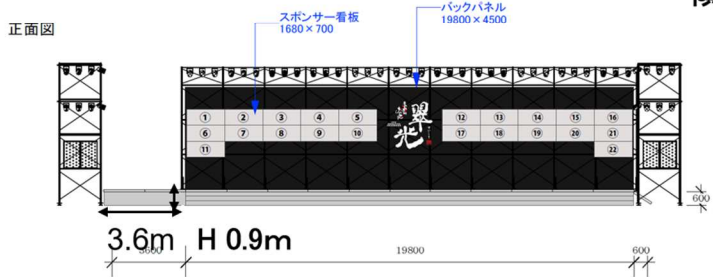 バックパネル
19800×4500
スポンサー看板
1680×700
正面図
① ② ③ ④ ⑤ 翠光 ⑫ ⑬ ⑭ ⑮ ⑯
⑥ ⑦ ⑧ ⑨ ⑩ ⑰ ⑱ ⑲ ⑳ ㉑
⑪ ㉒
600
3.6m H 0.9m
3600 19800 600